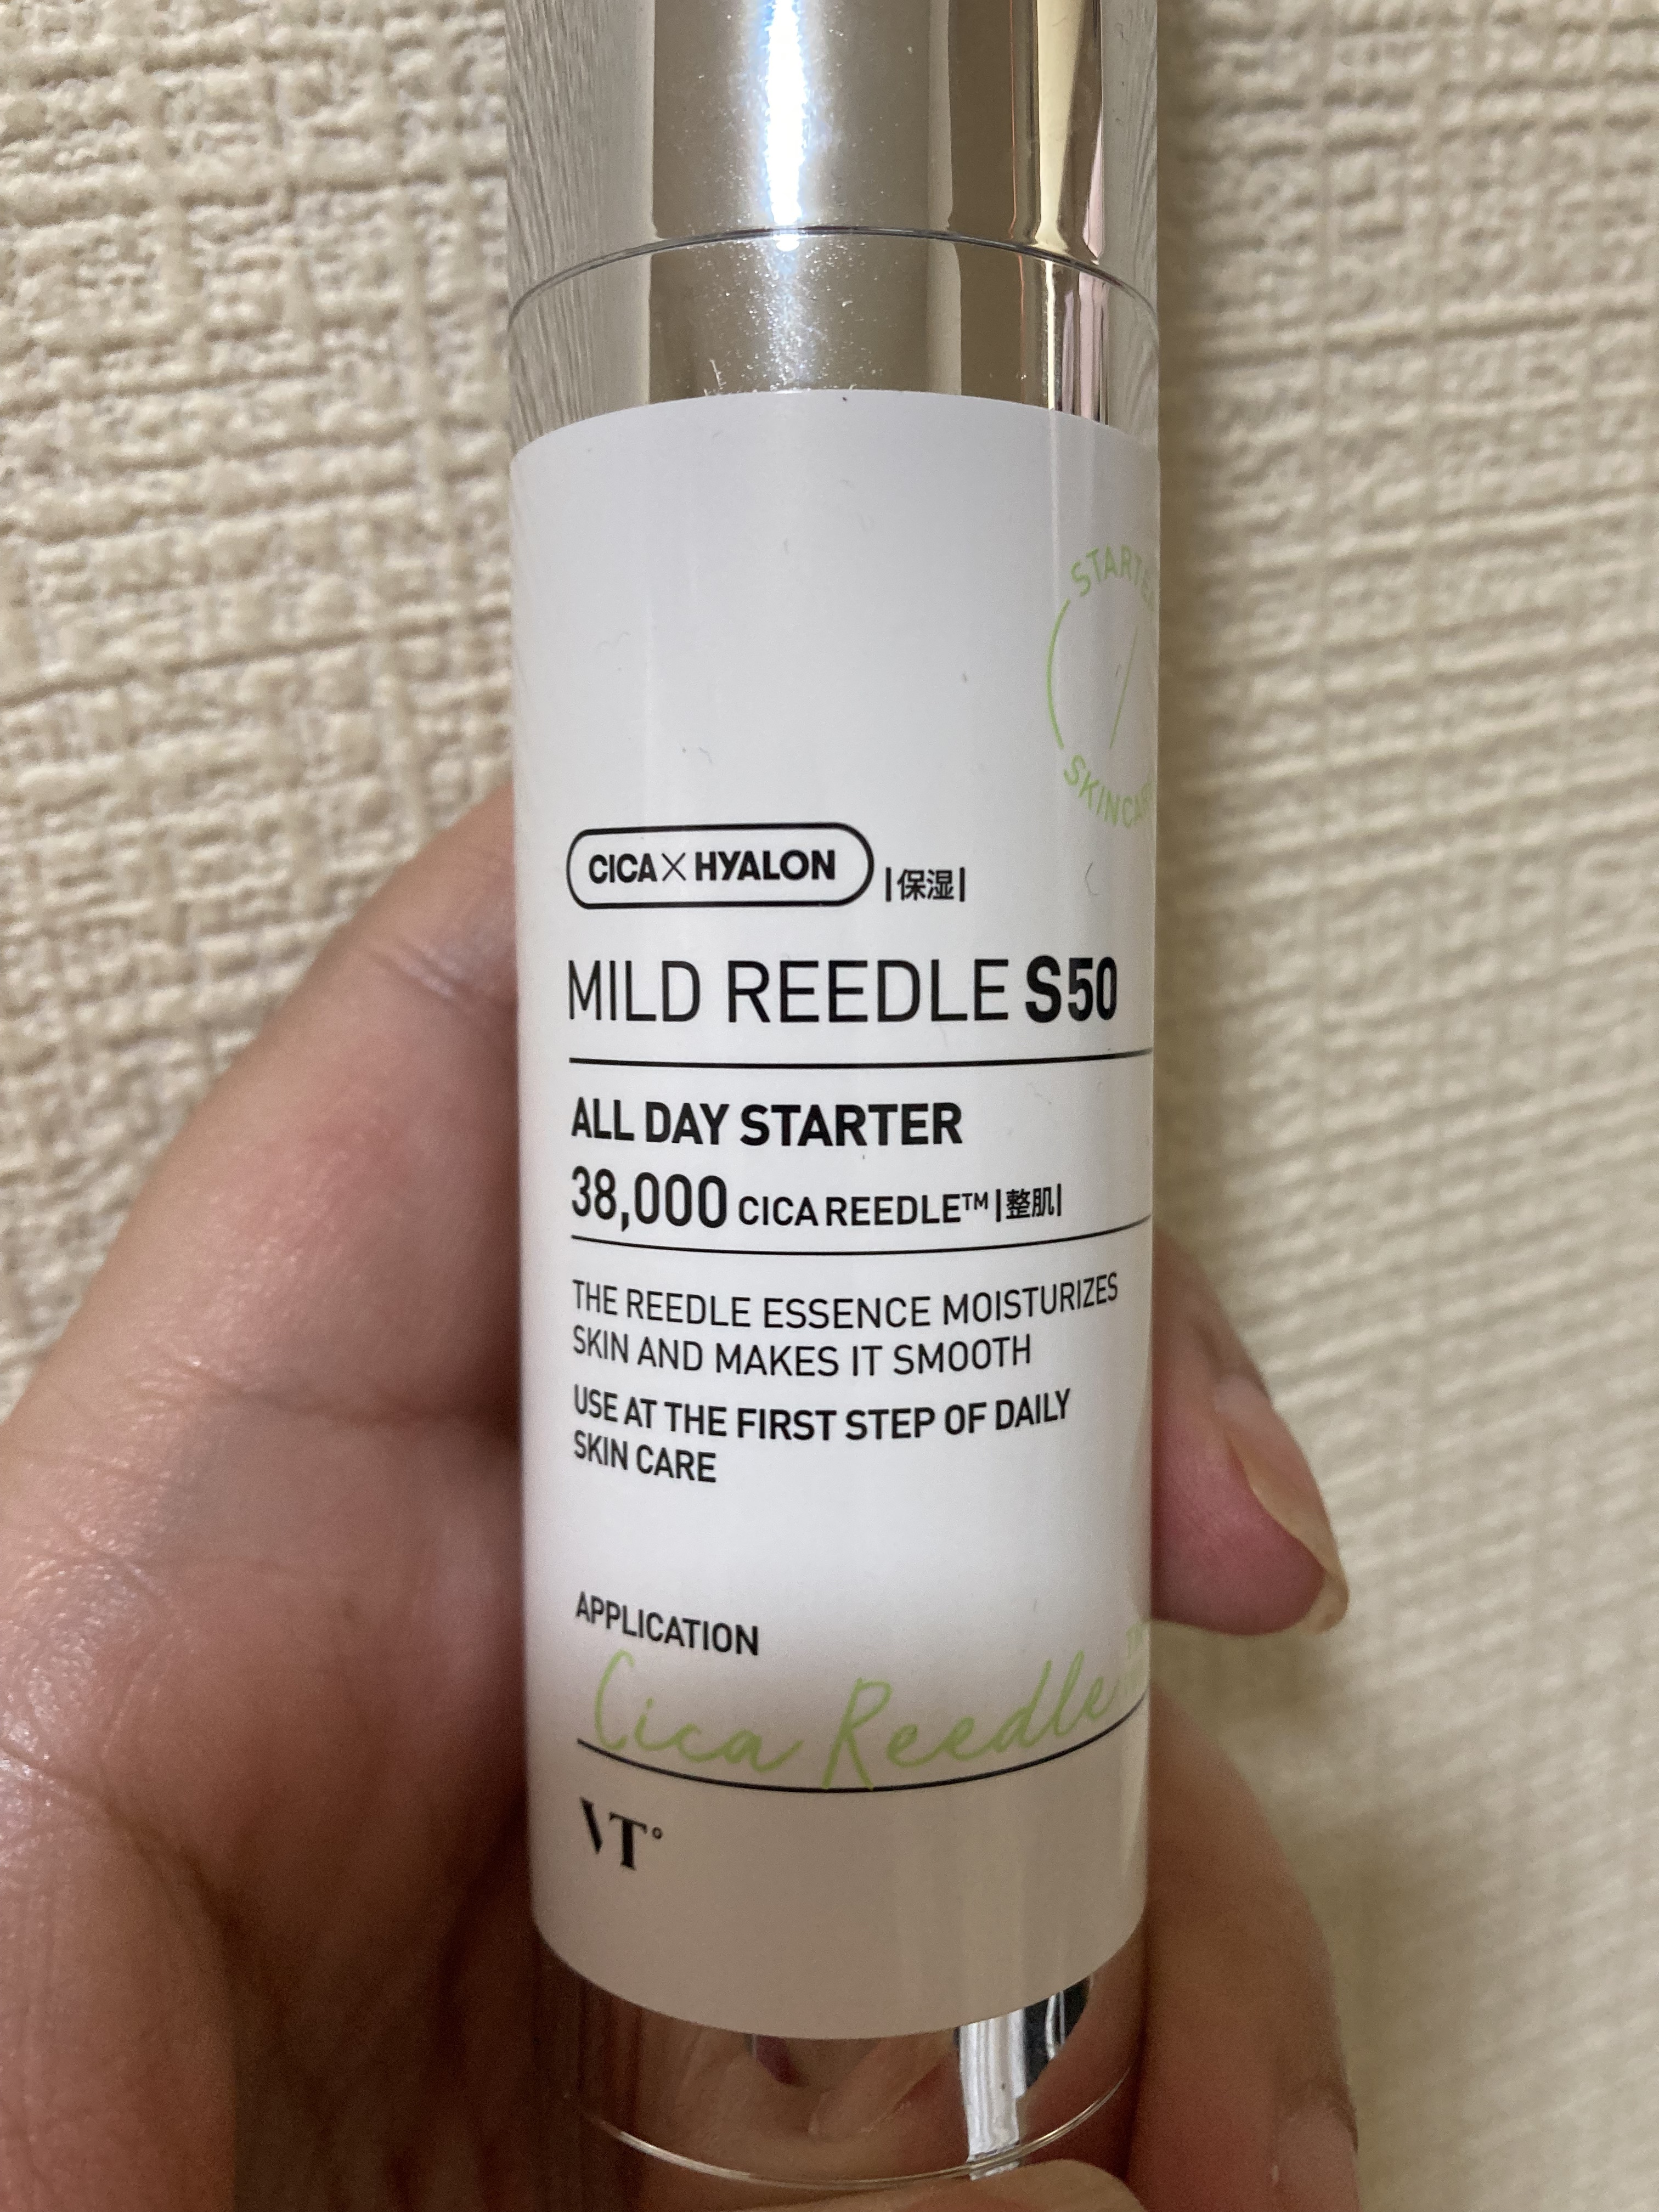 STARTER
SKINCARE
CICA×HYALON |保湿|
MILD REEDLE S50
ALL DAY STARTER
38,000 CICA REEDLE™ |整肌|
THE REEDLE ESSENCE MOISTURIZES
SKIN AND MAKES IT SMOOTH
USE AT THE FIRST STEP OF DAILY
SKIN CARE
APPLICATION
Cica Reedle
VT°